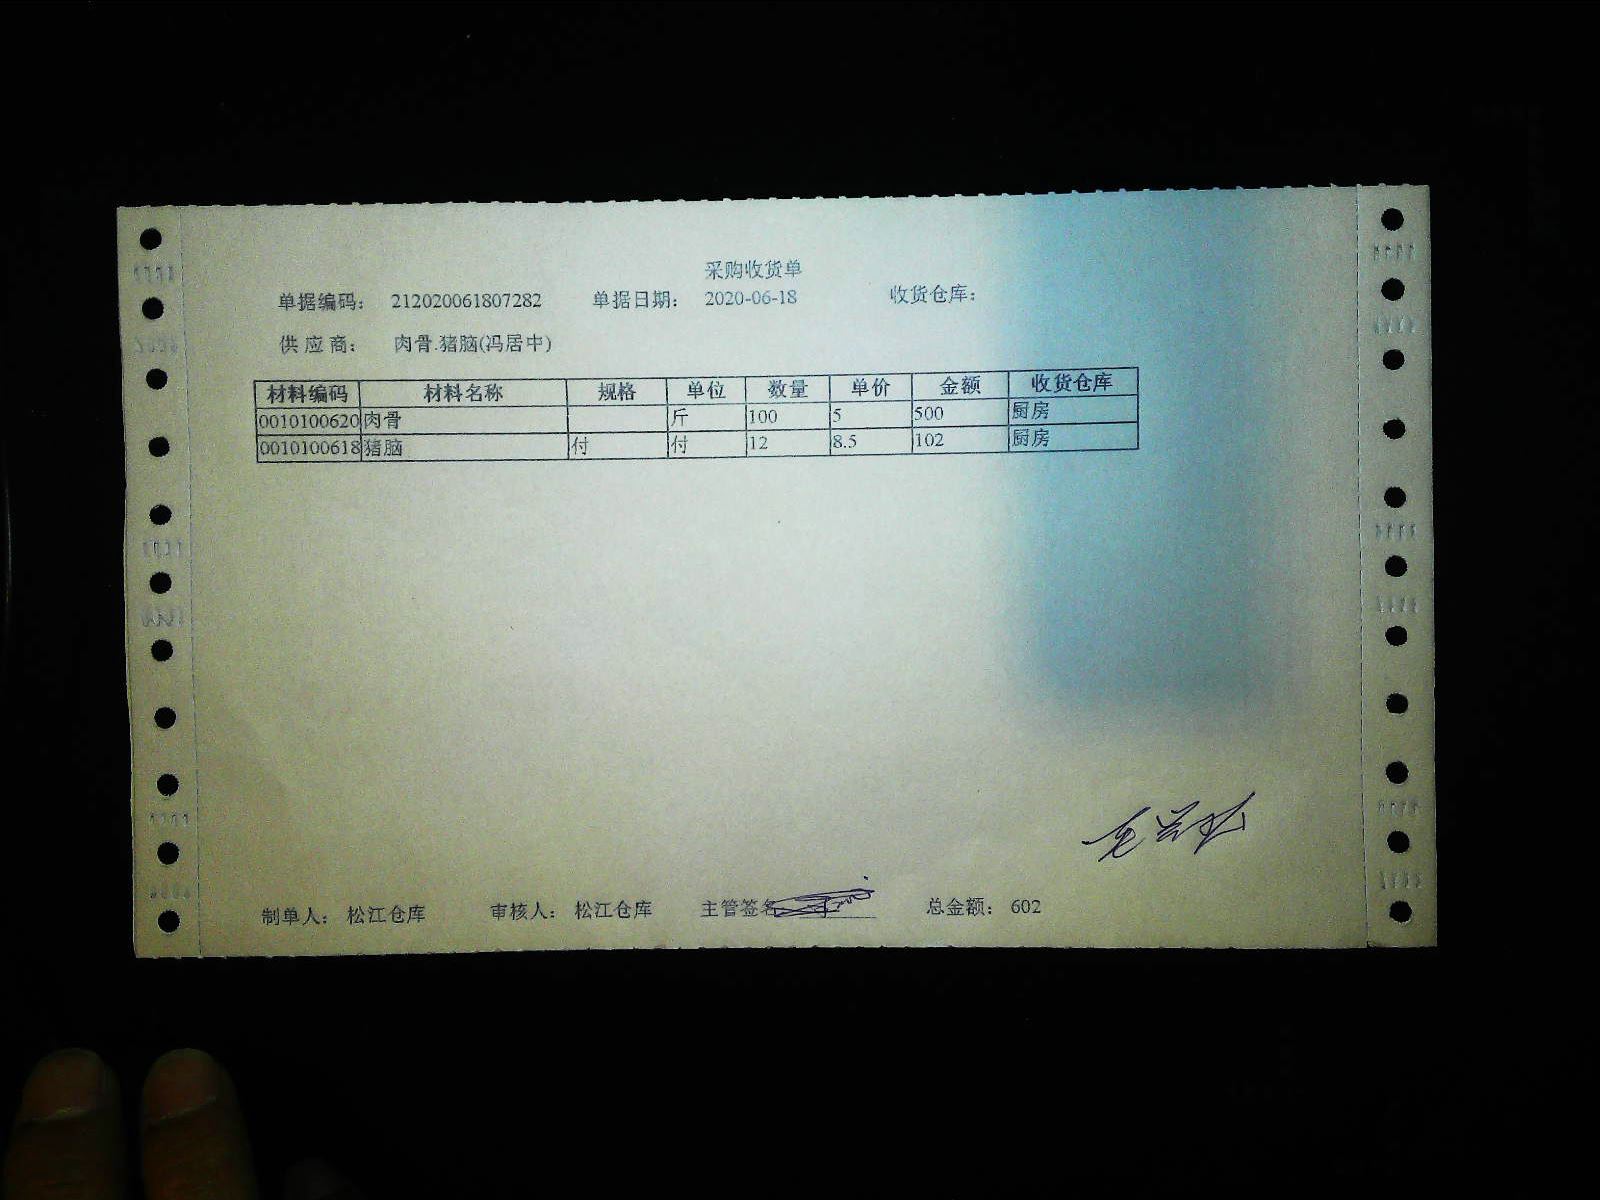 采购收货单
单据编码： 212020061807282 单据日期： 2020-06-18 收货仓库：
供应商： 肉骨.猪脑(冯居中)
材料编码 材料名称 规格 单位 数量 单价 金额 收货仓库
0010100620 肉骨 斤 100 5 500 厨房
0010100618 猪脑 付 付 12 8.5 102 厨房
制单人： 松江仓库 审核人： 松江仓库 主管签名 总金额： 602